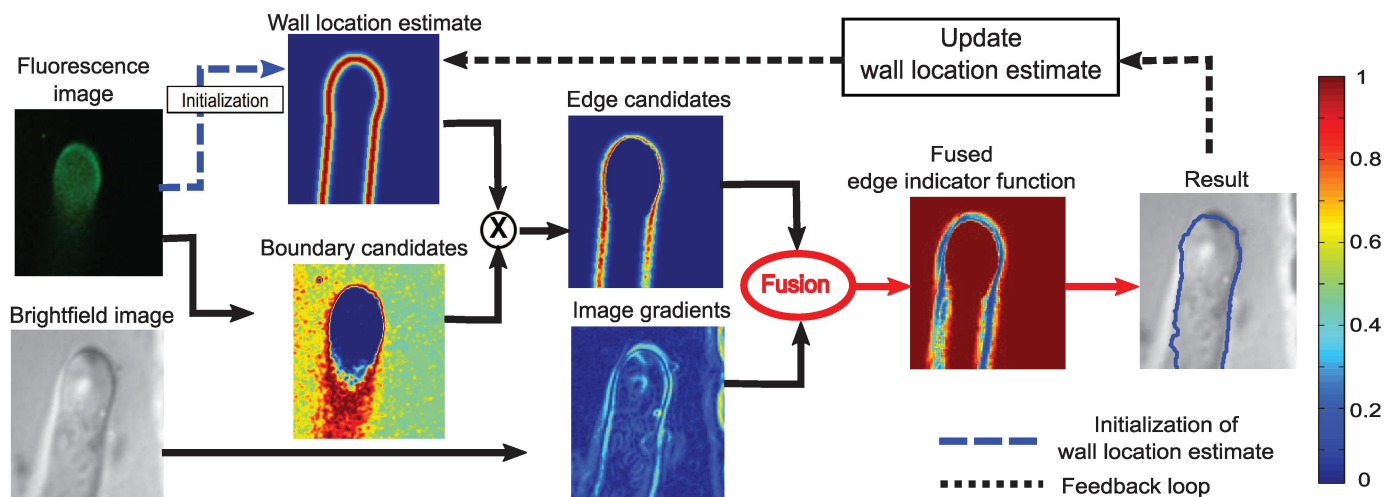 Wall location estimate
Update
wall location estimate
Fluorescence
image
Initialization
Edge candidates
Fused
edge indicator function
Result
X
Boundary candidates
Fusion
Brightfield image
Image gradients
Initialization of
wall location estimate
Feedback loop
1
0.8
0.6
0.4
0.2
0